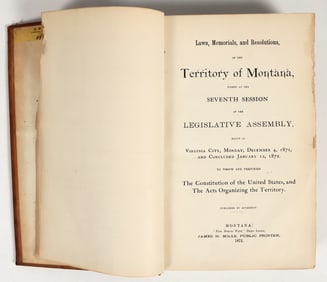 Laws, Memorials, and Resolutions,
OF THE
Territory of Montana,
PASSED AT THE
SEVENTH SESSION
OF THE
LEGISLATIVE ASSEMBLY,
VIRGINIA CITY, MONDAY, DECEMBER 4, 1871,
AND CONCLUDED JANUARY 12, 1872.
TO WHICH ARE PREFIXED
The Constitution of the United States, and
The Acts Organizing the Territory.
PUBLISHED BY AUTHORITY
MONTANA:
JAMES H. MILLS, PUBLIC PRINTER,
1872.